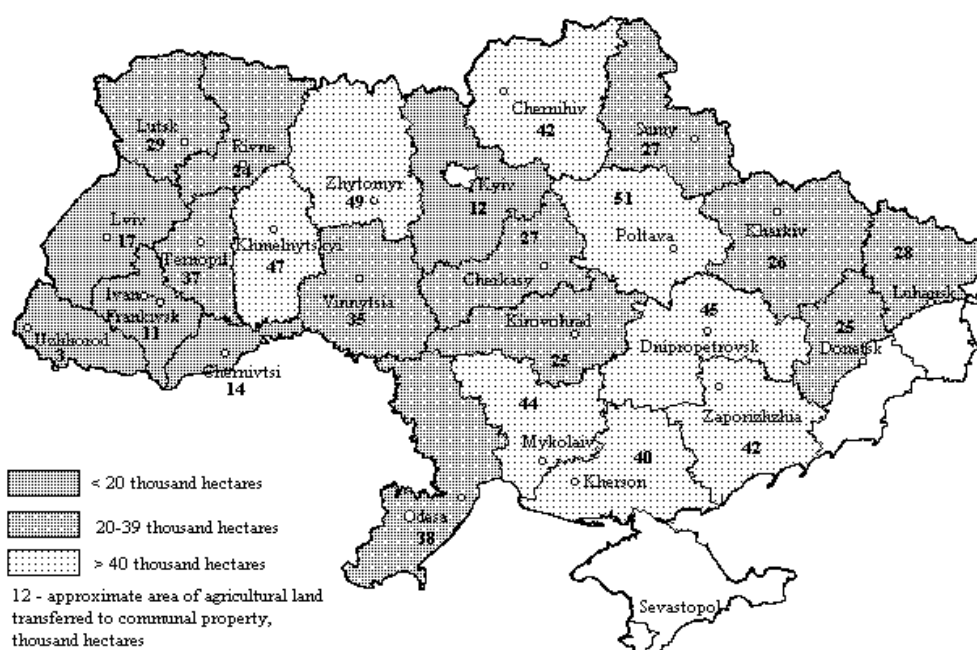 Chernihiv
42
Lutsk
29
Rivne
24
Sumy
27
Zhytomyr
49
Kyiv
12
51
Poltava
Lviv
17
Ternopil
37
Khmelnytskyi
47
27
Cherkasy
Kharkiv
26
28
Luhansk
Ivano-
Frankivsk
11
Vinnytsia
35
Kirovohrad
25
45
Dnipropetrovsk
25
Donetsk
Uzhhorod
3
Chernivtsi
14
44
Mykolaiv
Zaporizhzhia
42
40
Kherson
Odesa
38
Sevastopol
< 20 thousand hectares
20-39 thousand hectares
> 40 thousand hectares
12 - approximate area of agricultural land
transferred to communal property,
thousand hectares